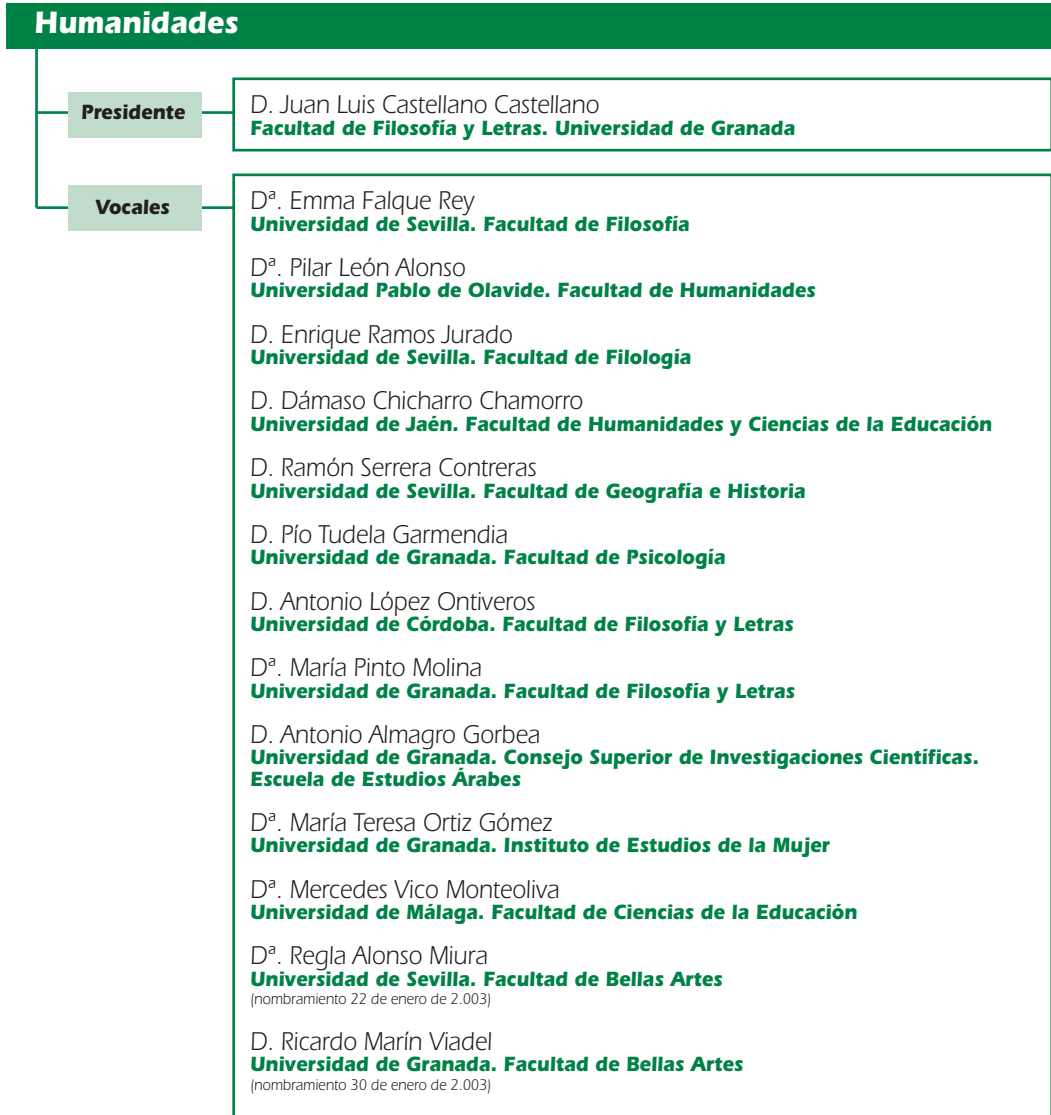 Humanidades
Presidente
D. Juan Luis Castellano Castellano
Facultad de Filosofía y Letras. Universidad de Granada
Vocales
Dª. Emma Falque Rey
Universidad de Sevilla. Facultad de Filosofía
Dª. Pilar León Alonso
Universidad Pablo de Olavide. Facultad de Humanidades
D. Enrique Ramos Jurado
Universidad de Sevilla. Facultad de Filología
D. Dámaso Chicharro Chamorro
Universidad de Jaén. Facultad de Humanidades y Ciencias de la Educación
D. Ramón Serrera Contreras
Universidad de Sevilla. Facultad de Geografía e Historia
D. Pío Tudela Garmendia
Universidad de Granada. Facultad de Psicología
D. Antonio López Ontiveros
Universidad de Córdoba. Facultad de Filosofía y Letras
Dª. María Pinto Molina
Universidad de Granada. Facultad de Filosofía y Letras
D. Antonio Almagro Gorbea
Universidad de Granada. Consejo Superior de Investigaciones Científicas.
Escuela de Estudios Árabes
Dª. María Teresa Ortiz Gómez
Universidad de Granada. Instituto de Estudios de la Mujer
Dª. Mercedes Vico Monteoliva
Universidad de Málaga. Facultad de Ciencias de la Educación
Dª. Regla Alonso Miura
Universidad de Sevilla. Facultad de Bellas Artes
(nombramiento 22 de enero de 2.003)
D. Ricardo Marín Viadel
Universidad de Granada. Facultad de Bellas Artes
(nombramiento 30 de enero de 2.003)